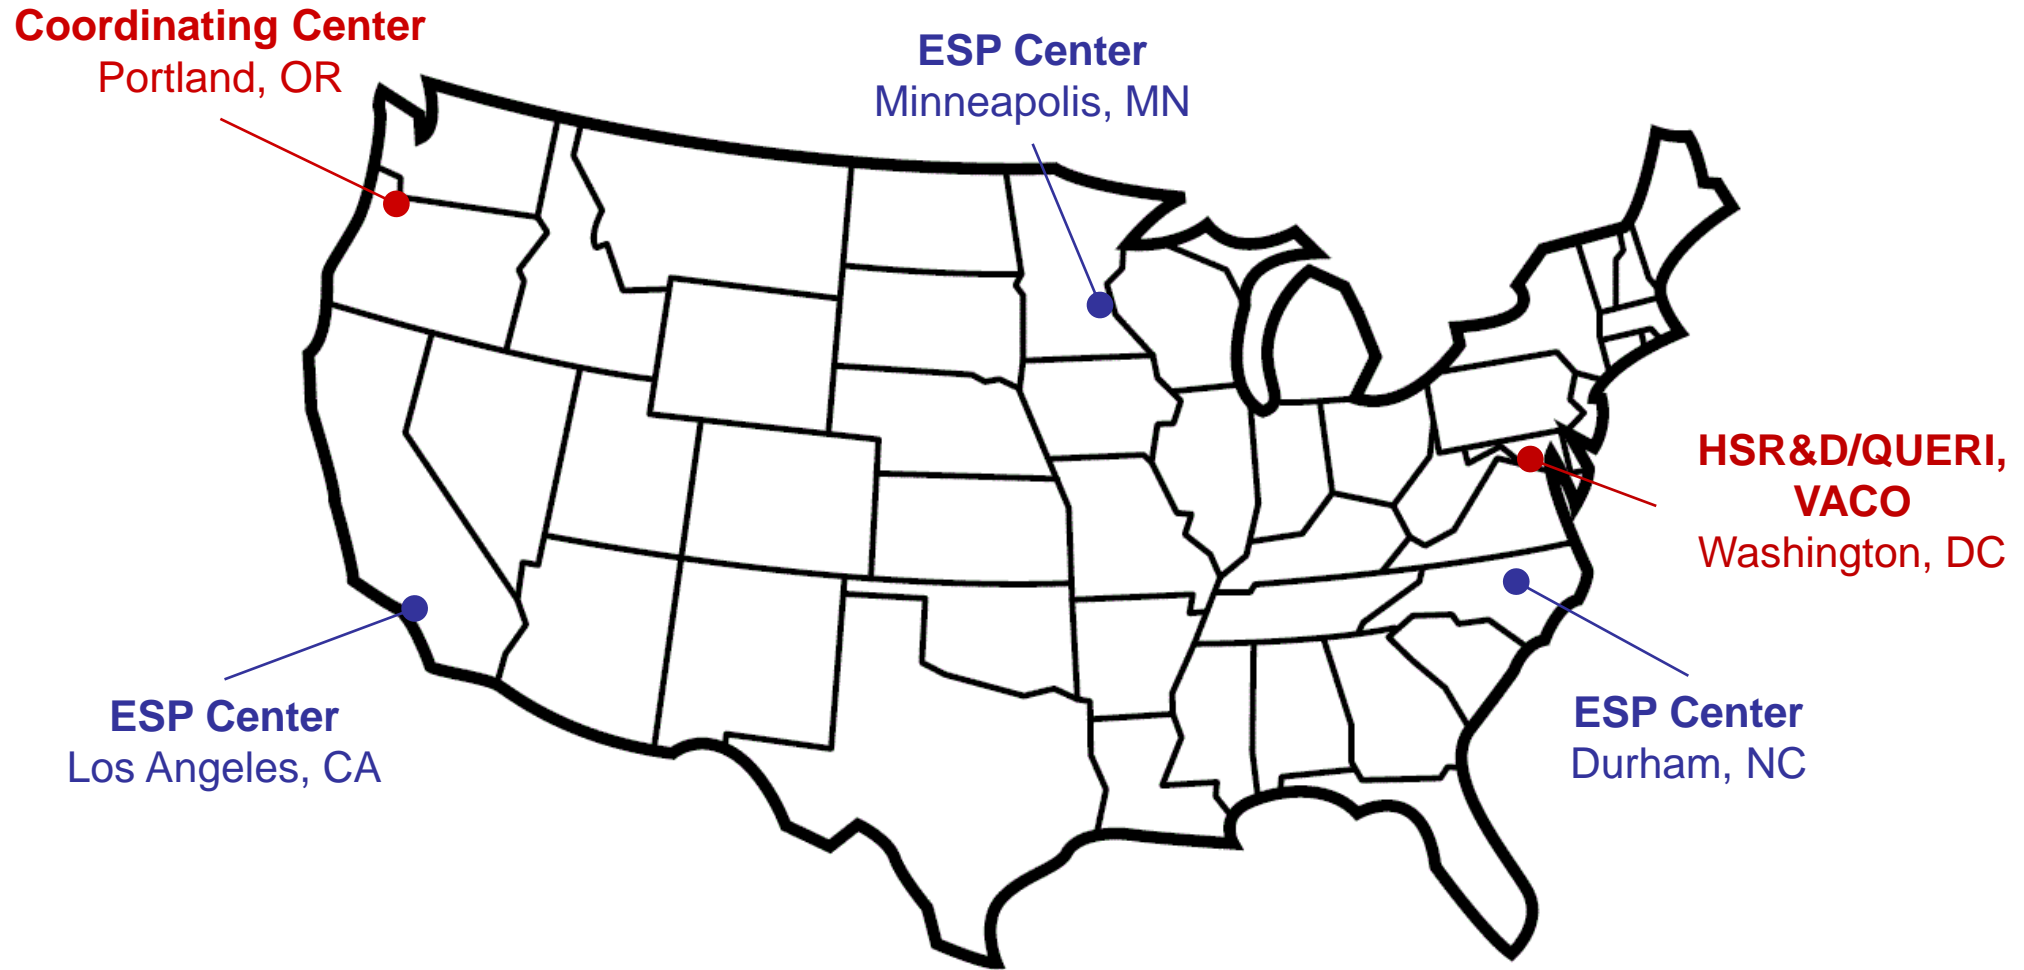 Coordinating Center
Portland, OR
ESP Center
Minneapolis, MN
HSR&D/QUERI,
VACO
Washington, DC
ESP Center
Los Angeles, CA
ESP Center
Durham, NC